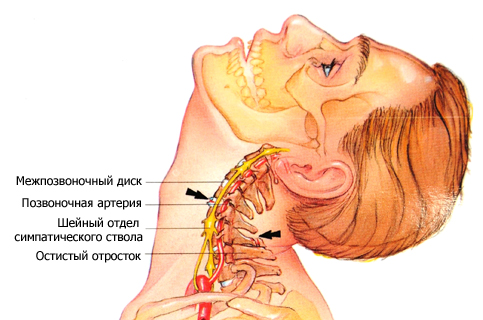 Межпозвоночный диск
Позвоночная артерия
Шейный отдел
симпатического ствола
Остистый отросток